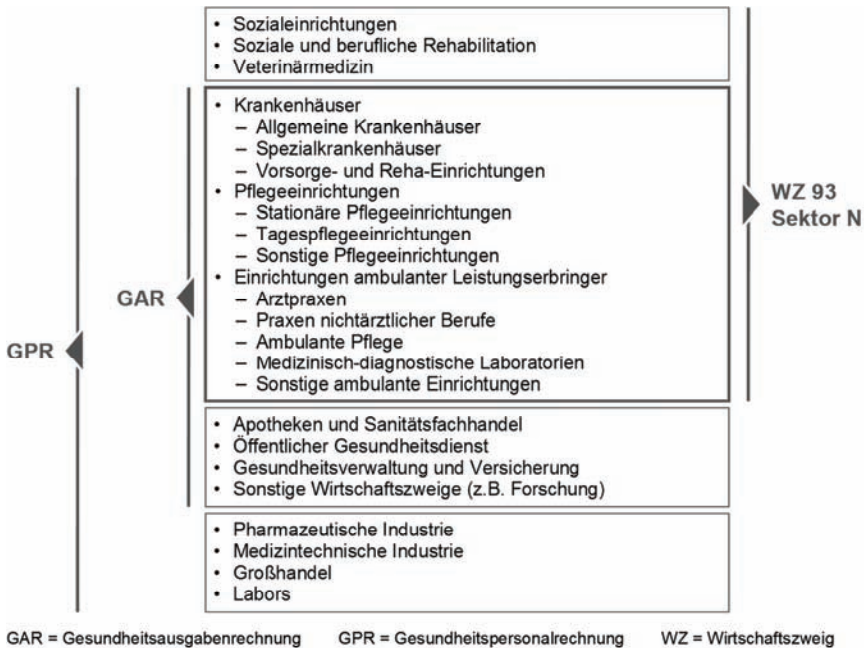 • Sozialeinrichtungen
• Soziale und berufliche Rehabilitation
• Veterinärmedizin
• Krankenhäuser
– Allgemeine Krankenhäuser
– Spezialkrankenhäuser
– Vorsorge- und Reha-Einrichtungen
• Pflegeeinrichtungen
– Stationäre Pflegeeinrichtungen
– Tagespflegeeinrichtungen
– Sonstige Pflegeeinrichtungen
• Einrichtungen ambulanter Leistungserbringer
– Arztpraxen
– Praxen nichtärztlicher Berufe
– Ambulante Pflege
– Medizinisch-diagnostische Laboratorien
– Sonstige ambulante Einrichtungen
WZ 93
Sektor N
GAR
GPR
• Apotheken und Sanitätsfachhandel
• Öffentlicher Gesundheitsdienst
• Gesundheitsverwaltung und Versicherung
• Sonstige Wirtschaftszweige (z.B. Forschung)
• Pharmazeutische Industrie
• Medizintechnische Industrie
• Großhandel
• Labors
GAR = Gesundheitsausgabenrechnung GPR = Gesundheitspersonalrechnung WZ = Wirtschaftszweig